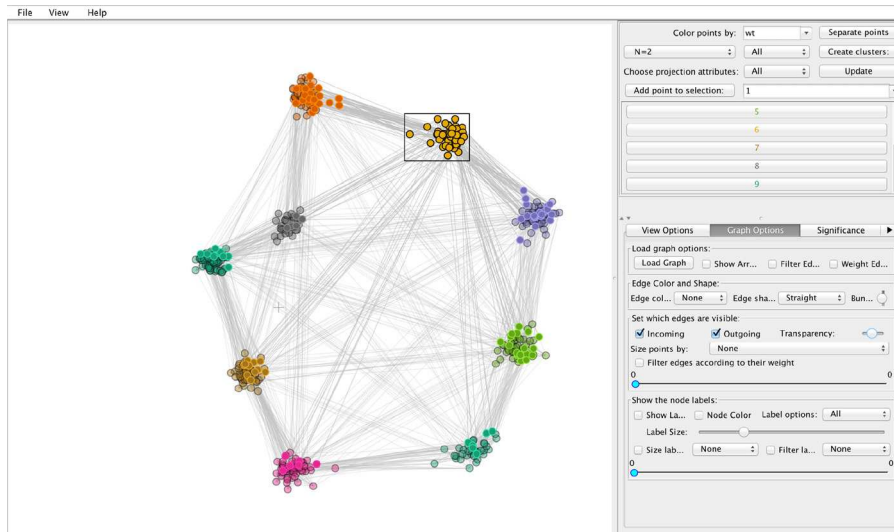 File View Help
Color points by: wt Separate points
N=2 All Create clusters:
Choose projection attributes: All Update
Add point to selection: 1
5
6
7
8
9
View Options Graph Options Significance
Load graph options:
Load Graph Show Arr... Filter Ed... Weight Ed...
Edge Color and Shape:
Edge col... None Edge sha... Straight Bun...
Set which edges are visible:
Incoming Outgoing Transparency:
Size points by: None
Filter edges according to their weight
0 0
Show the node labels:
Show La... Node Color Label options: All
Label Size:
Size lab... None Filter la... None
0 0